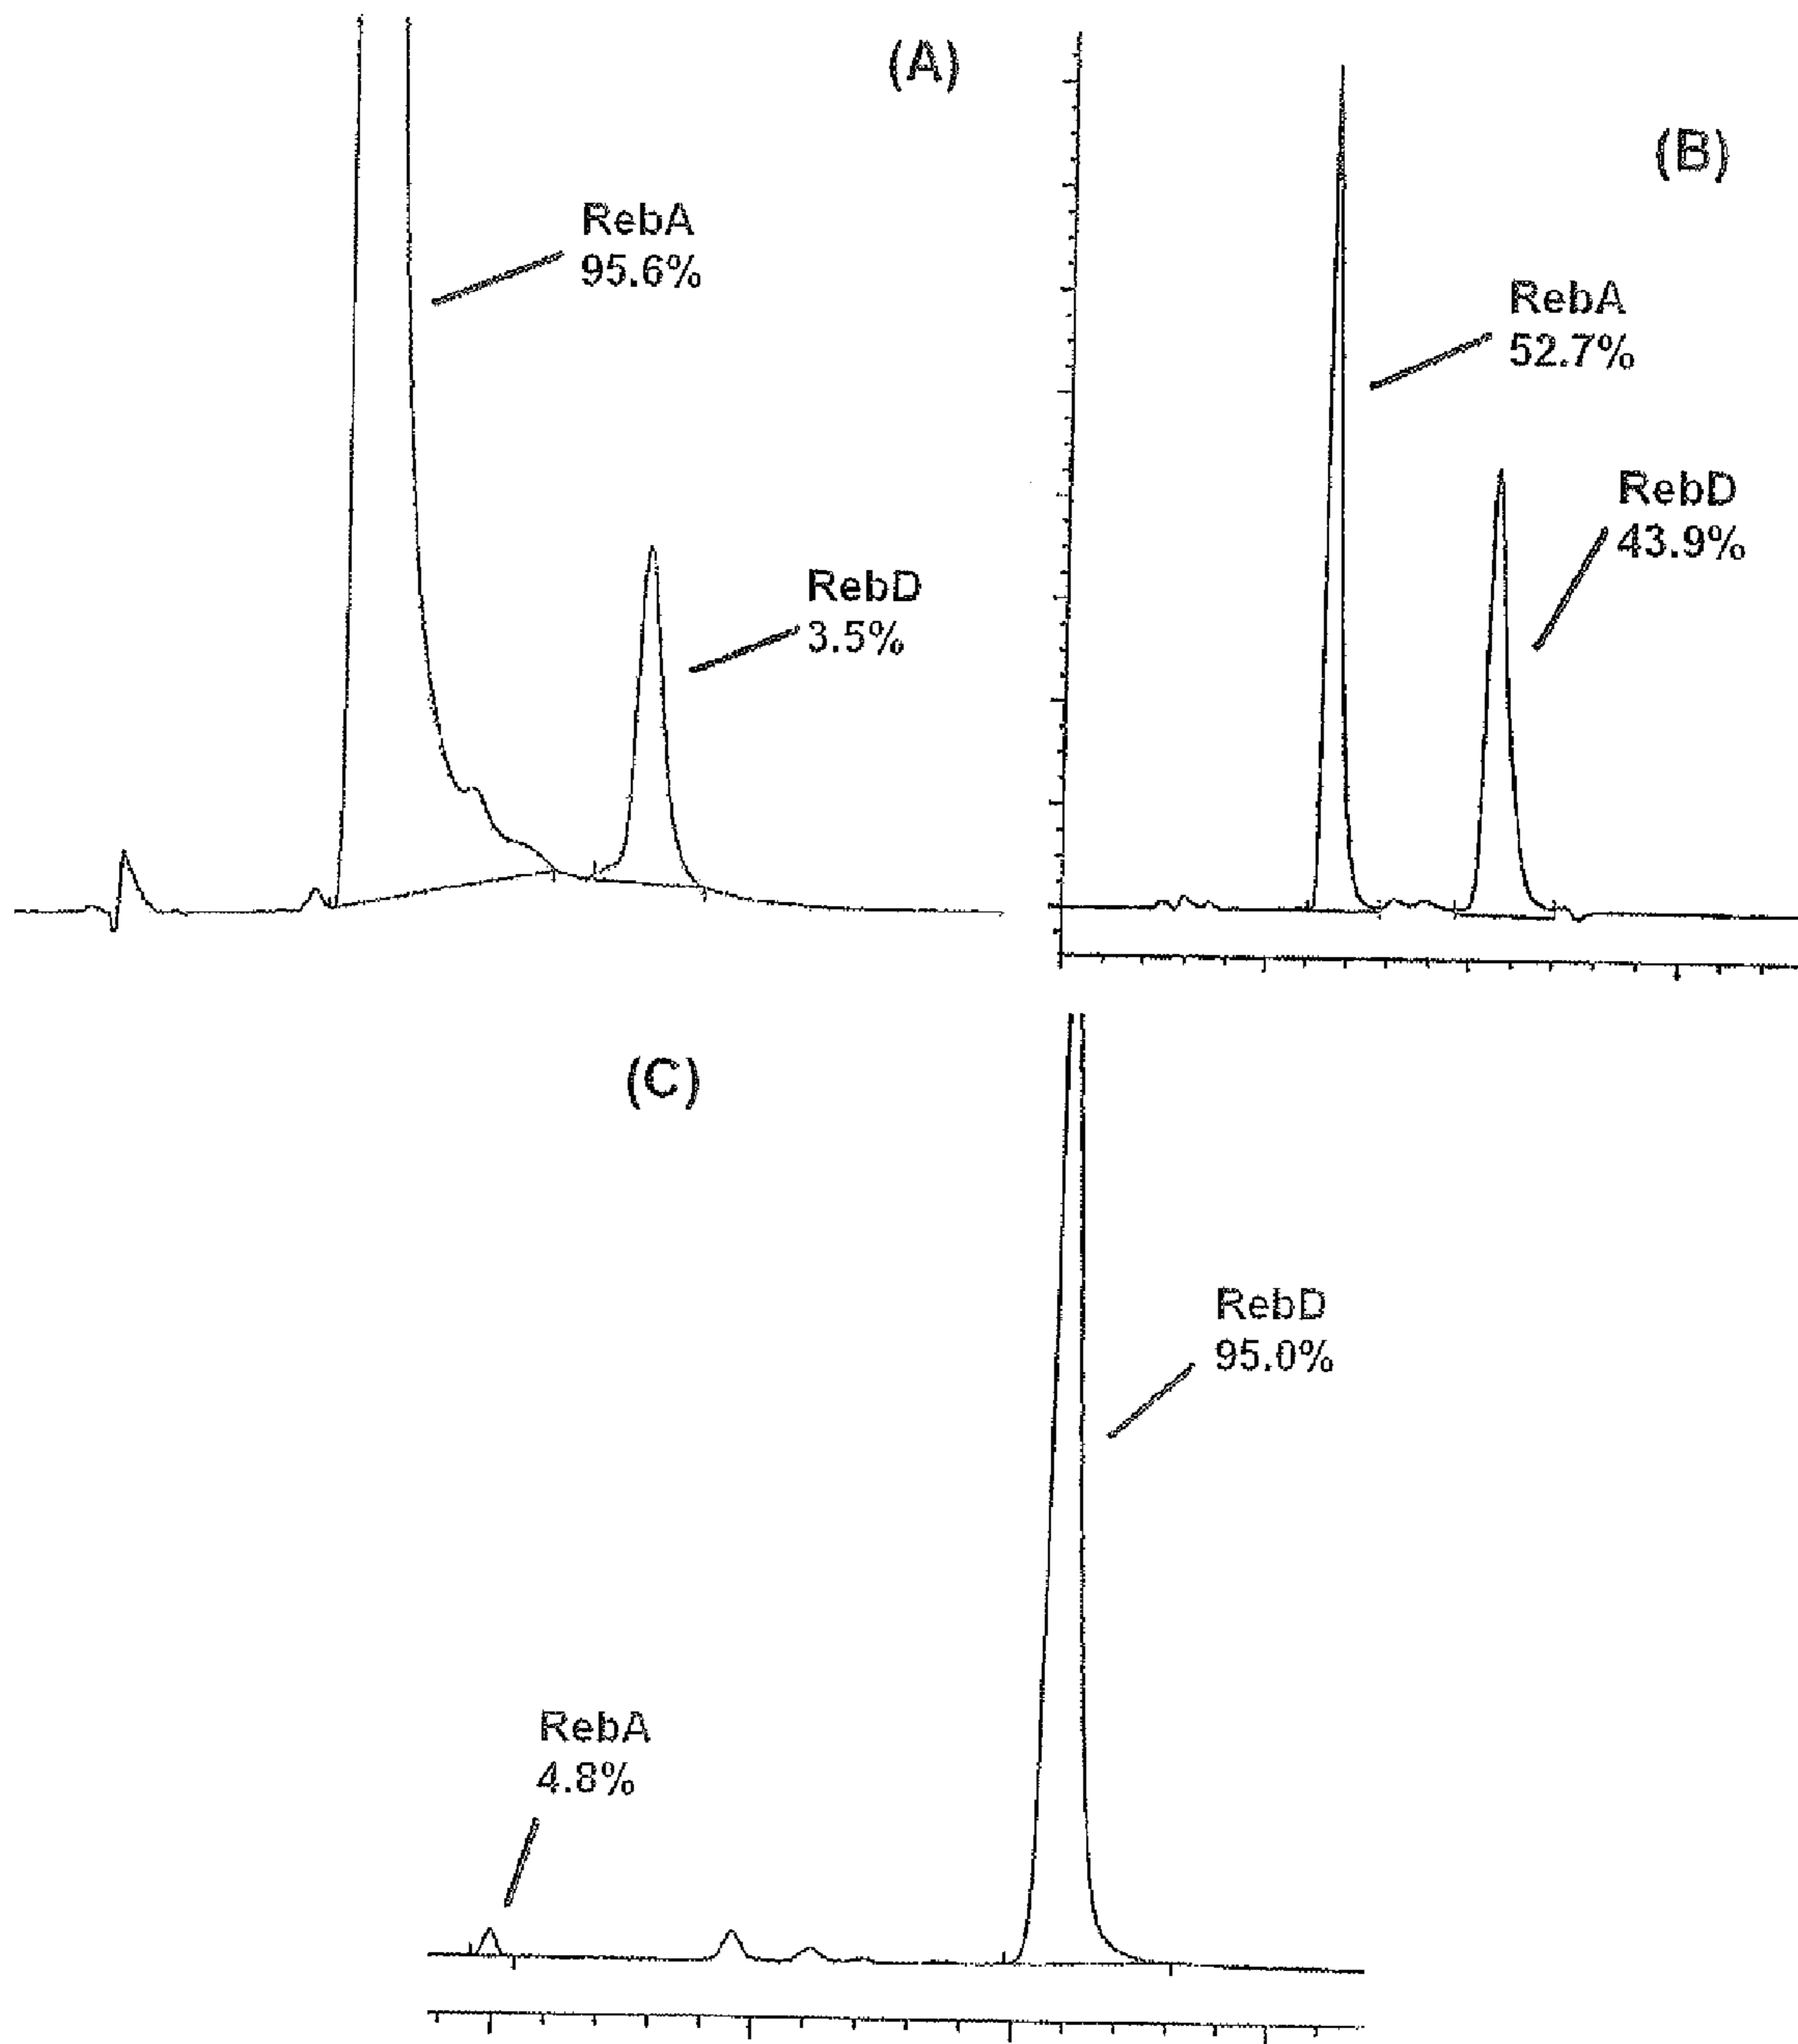 (A)
RebA
95.6%
RebD
3.5%
(B)
RebA
52.7%
RebD
43.9%
(C)
RebD
95.0%
RebA
4.8%